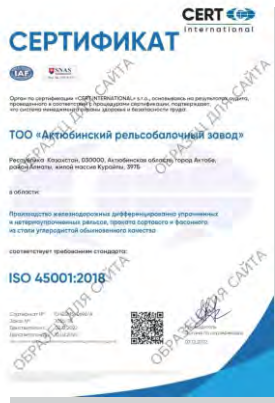 CERT
international
СЕРТИФИКАТ
IAF
SNAS
Орган по сертификации «CERT INTERNATIONAL» s.r.o., основываясь на результатах аудита,
проведенного в соответствии с процедурами сертификации, подтверждает,
что система менеджмента охраны здоровья и безопасности труда
ТОО «Актюбинский рельсобалочный завод»
Республика Казахстан, 030000, Актюбинская область, город Актобе,
район Алматы, жилой массив Курайлы, 397Б
в области:
Производство железнодорожных дифференцированно упрочненных
и нетермоупрочненных рельсов, проката сортового и фасонного
из стали углеродистой обыкновенного качества
соответствует требованиям стандарта:
ISO 45001:2018
ОБРАЗЕЦ ДЛЯ САЙТА
ОБРАЗЕЦ ДЛЯ САЙТА
ОБРАЗЕЦ ДЛЯ САЙТА
ОБРАЗЕЦ ДЛЯ САЙТА